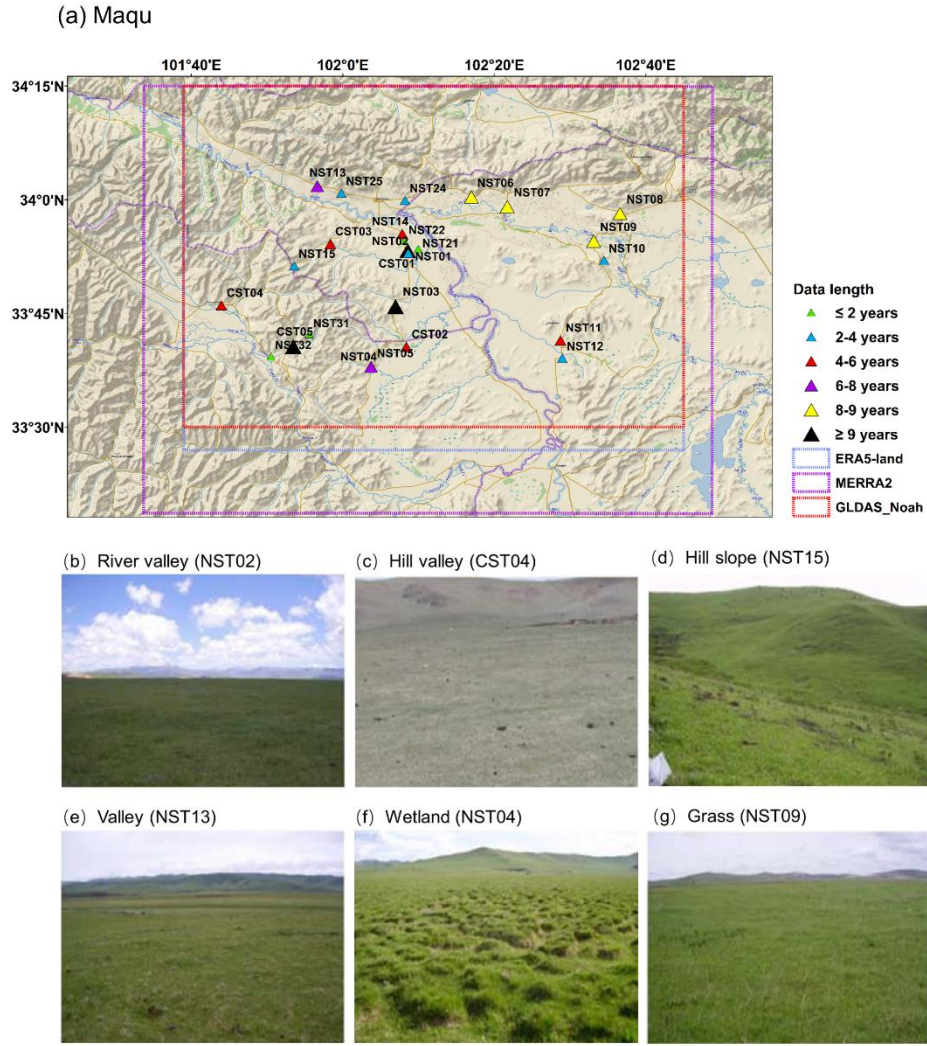 (a) Maqu
101°40'E 102°0'E 102°20'E 102°40'E
34°15'N
34°0'N
33°45'N
33°30'N
NST13
NST25
NST24
NST06
NST07
NST08
NST09
NST10
NST14
NST22
CST03
NST02
NST21
NST01
CST01
NST15
CST04
NST03
NST31
CST05
NST32
CST02
NST05
NST04
NST11
NST12
Data length
≤ 2 years
2-4 years
4-6 years
6-8 years
8-9 years
≥ 9 years
ERA5-land
MERRA2
GLDAS_Noah
(b) River valley (NST02)
(c) Hill valley (CST04)
(d) Hill slope (NST15)
(e) Valley (NST13)
(f) Wetland (NST04)
(g) Grass (NST09)